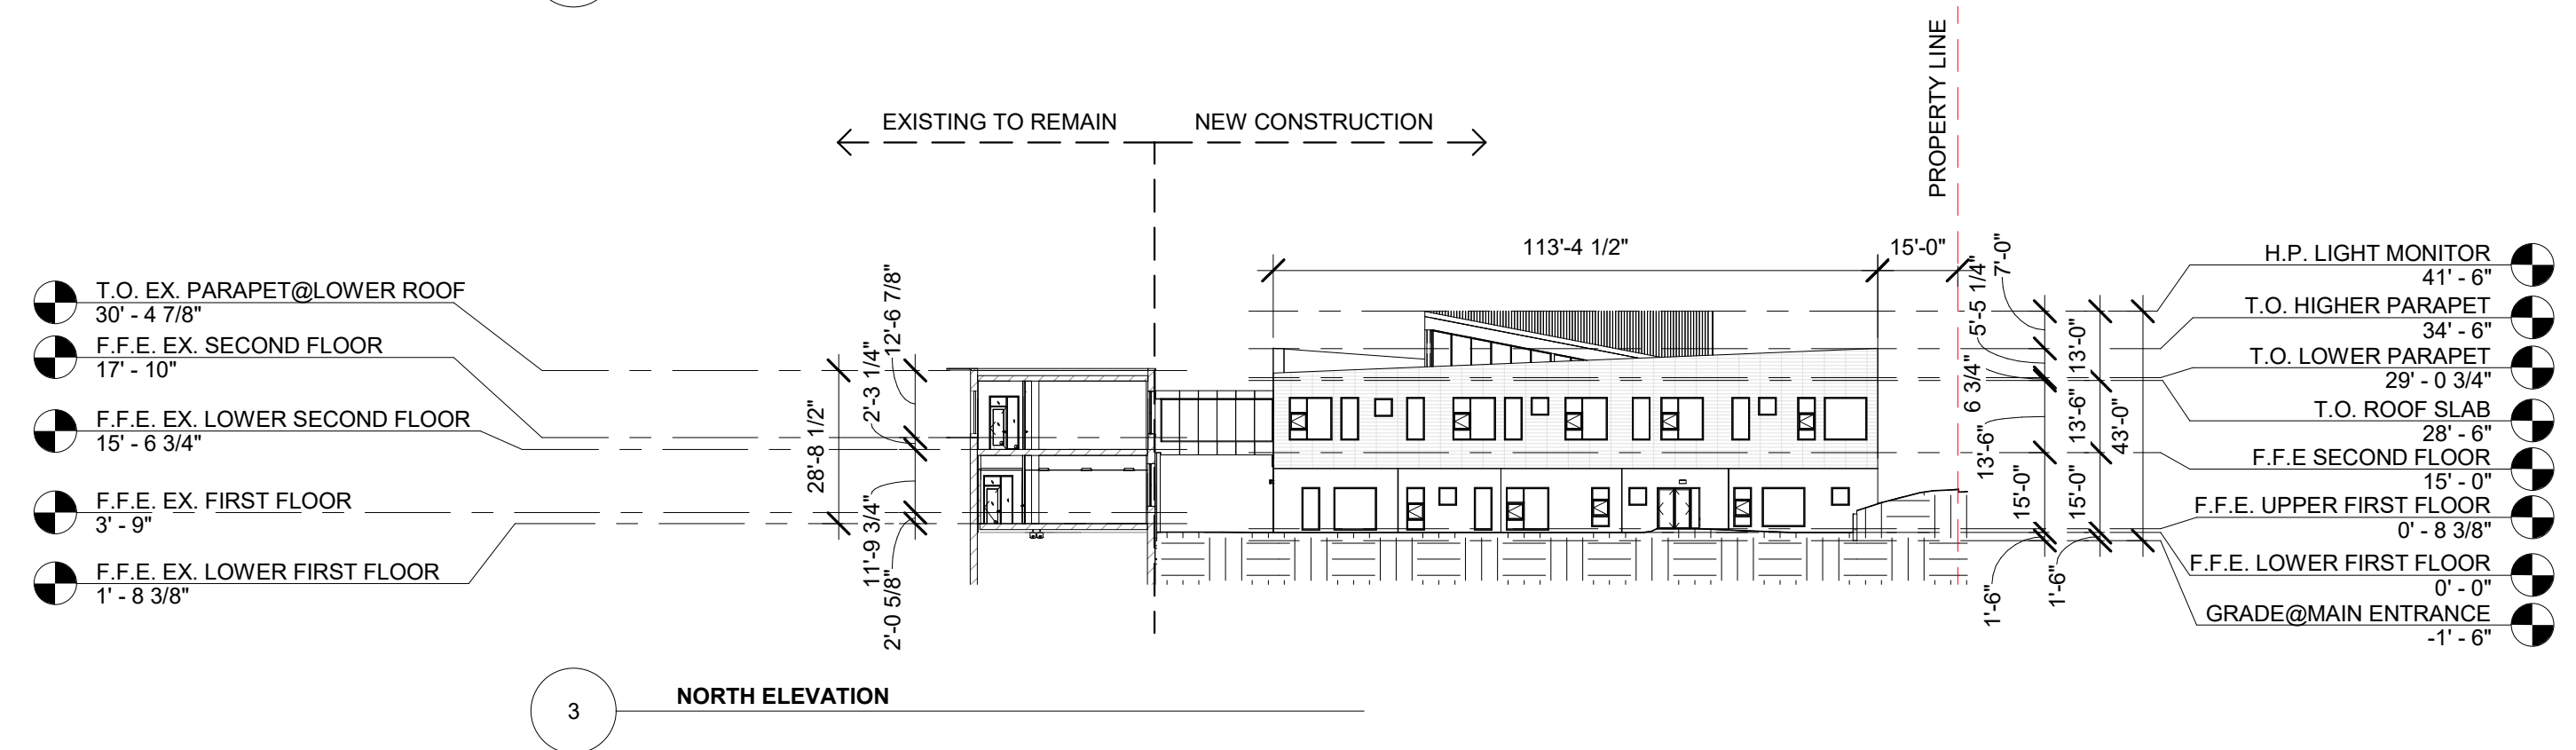 PROPERTY LINE
EXISTING TO REMAIN
NEW CONSTRUCTION
113'-4 1/2"
15'-0"
T.O. EX. PARAPET@LOWER ROOF
30' - 4 7/8"
F.F.E. EX. SECOND FLOOR
17' - 10"
F.F.E. EX. LOWER SECOND FLOOR
15' - 6 3/4"
F.F.E. EX. FIRST FLOOR
3' - 9"
F.F.E. EX. LOWER FIRST FLOOR
1' - 8 3/8"
28'-8 1/2"
12'-6 7/8"
2'-3 1/4"
11'-9 3/4"
2'-0 5/8"
7'-0"
5'-5 1/4"
6 3/4"
13'-6"
15'-0"
1'-6"
13'-0"
13'-6"
15'-0"
1'-6"
43'-0"
H.P. LIGHT MONITOR
41' - 6"
T.O. HIGHER PARAPET
34' - 6"
T.O. LOWER PARAPET
29' - 0 3/4"
T.O. ROOF SLAB
28' - 6"
F.F.E SECOND FLOOR
15' - 0"
F.F.E. UPPER FIRST FLOOR
0' - 8 3/8"
F.F.E. LOWER FIRST FLOOR
0' - 0"
GRADE@MAIN ENTRANCE
-1' - 6"
3
NORTH ELEVATION